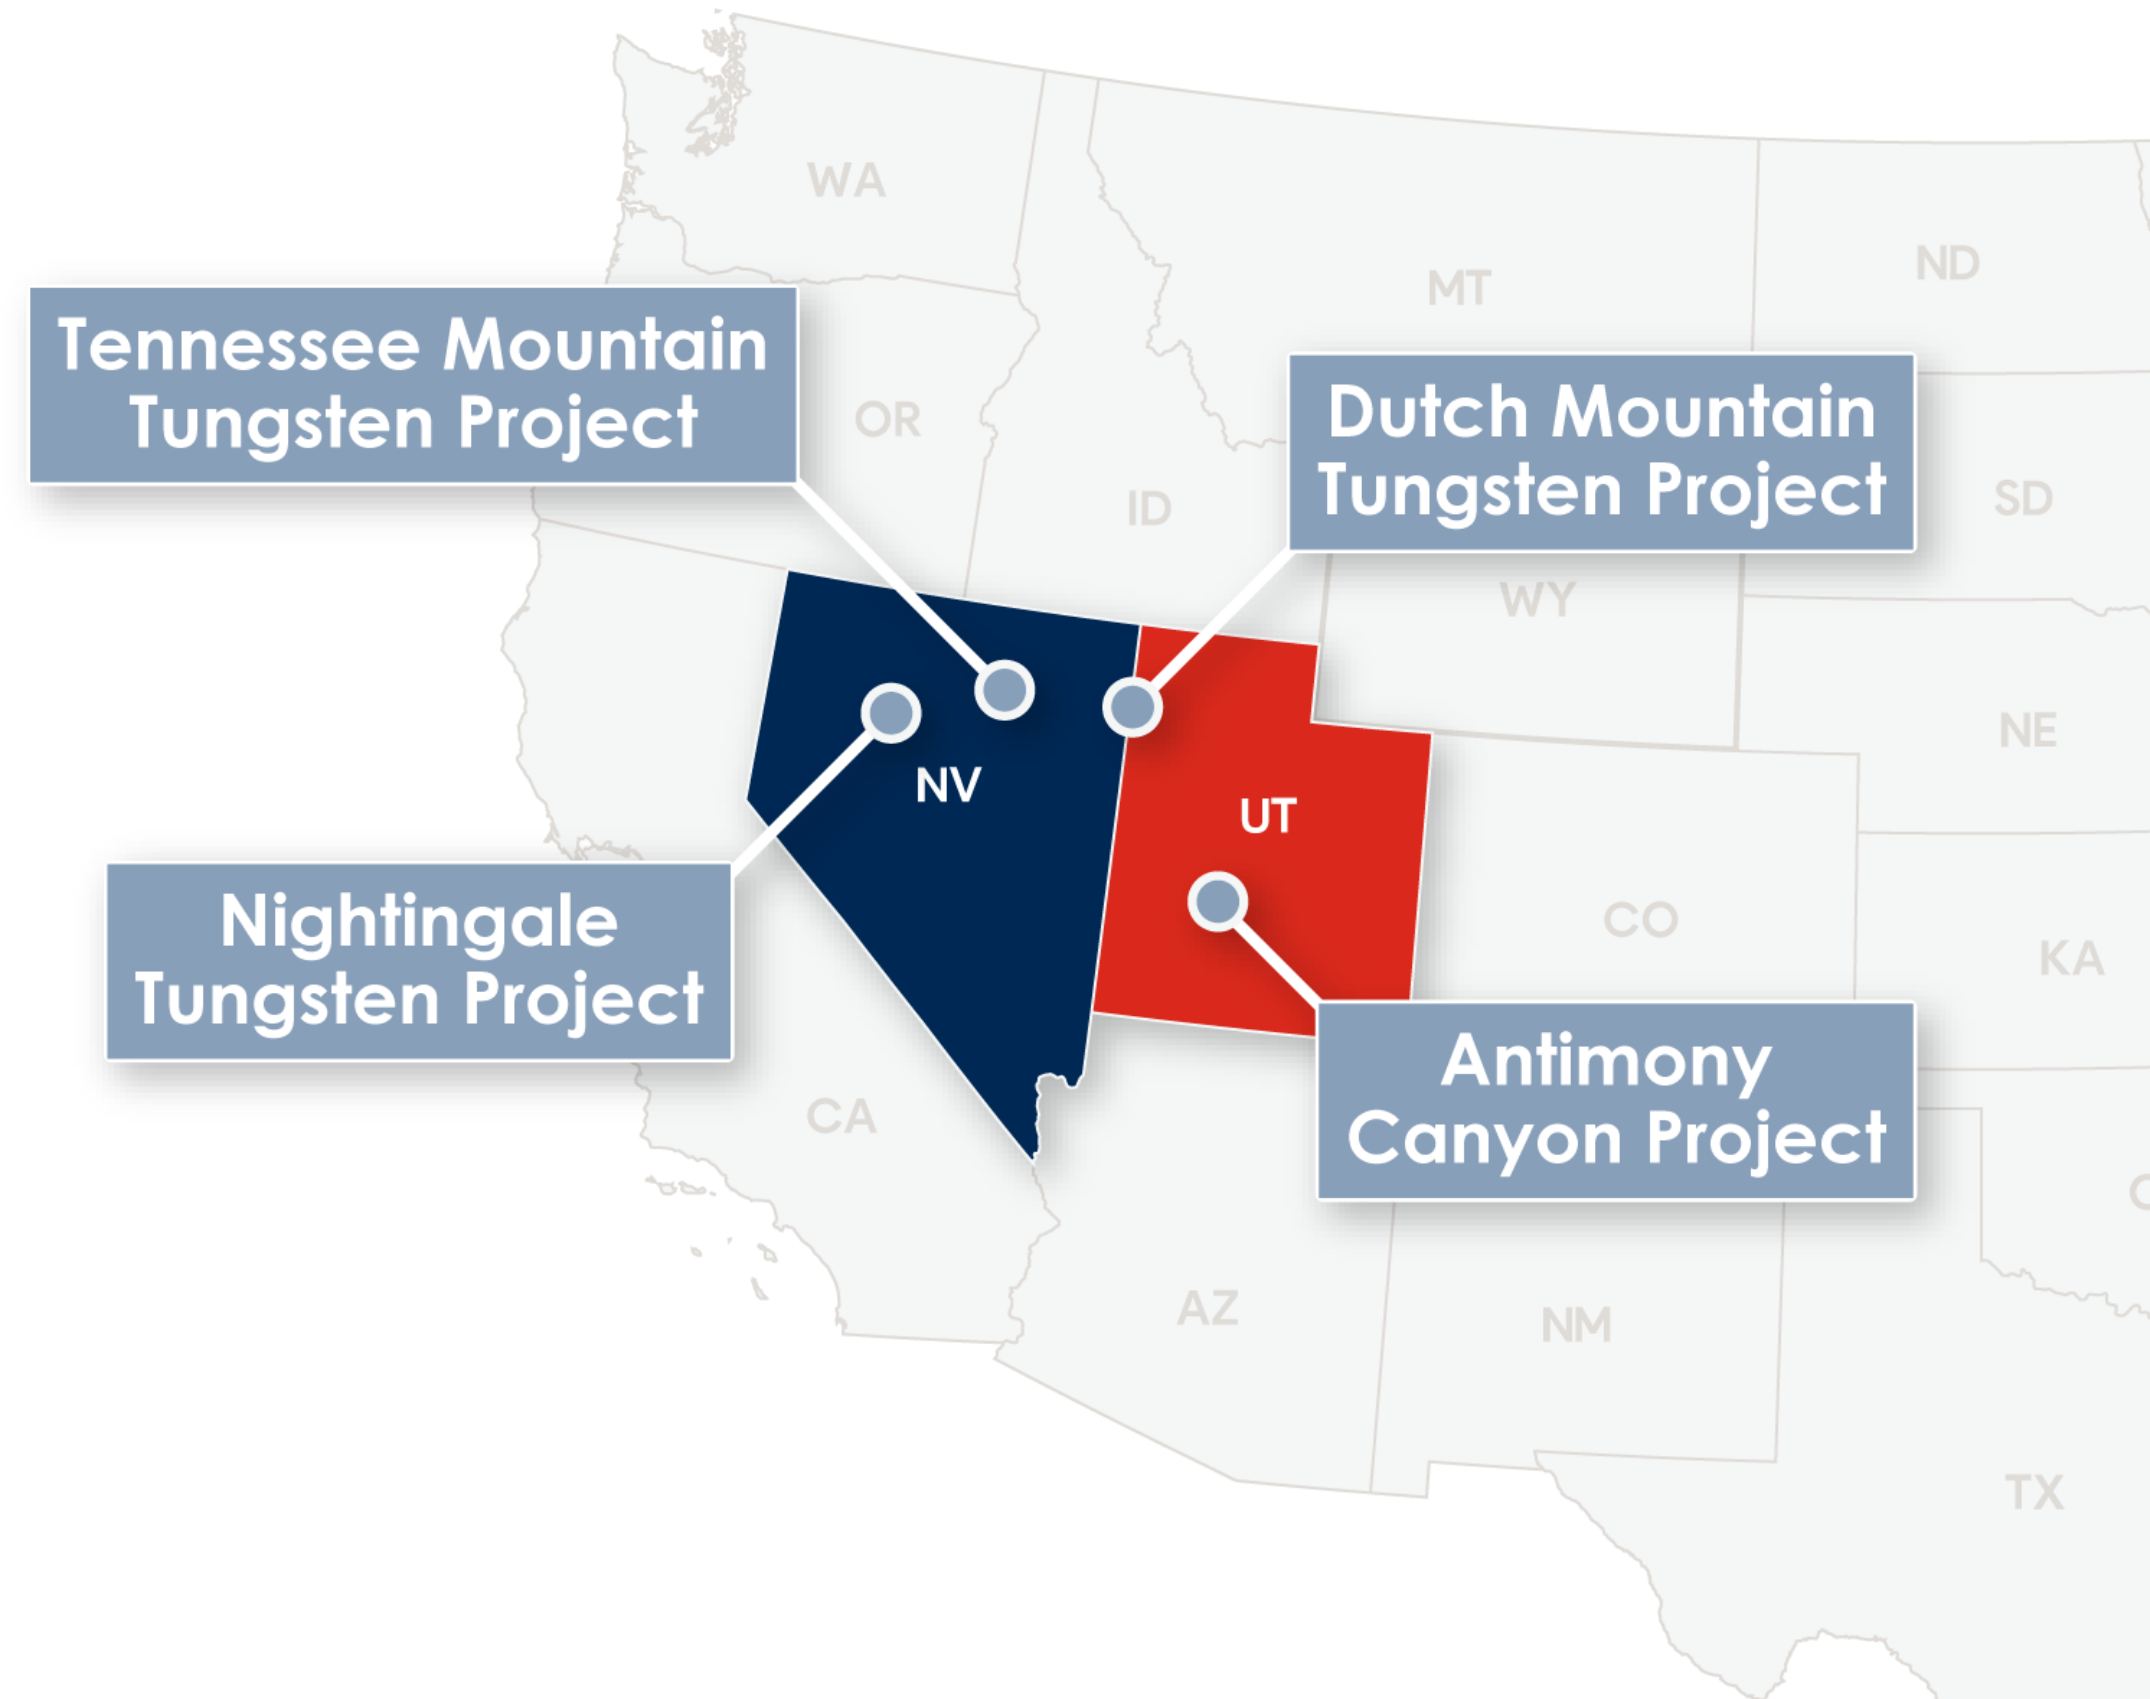 WA
MT
ND
Tennessee Mountain
Tungsten Project
OR
ID
Dutch Mountain
Tungsten Project
SD
WY
NE
NV
UT
Nightingale
Tungsten Project
CO
KA
CA
Antimony
Canyon Project
AZ
NM
TX